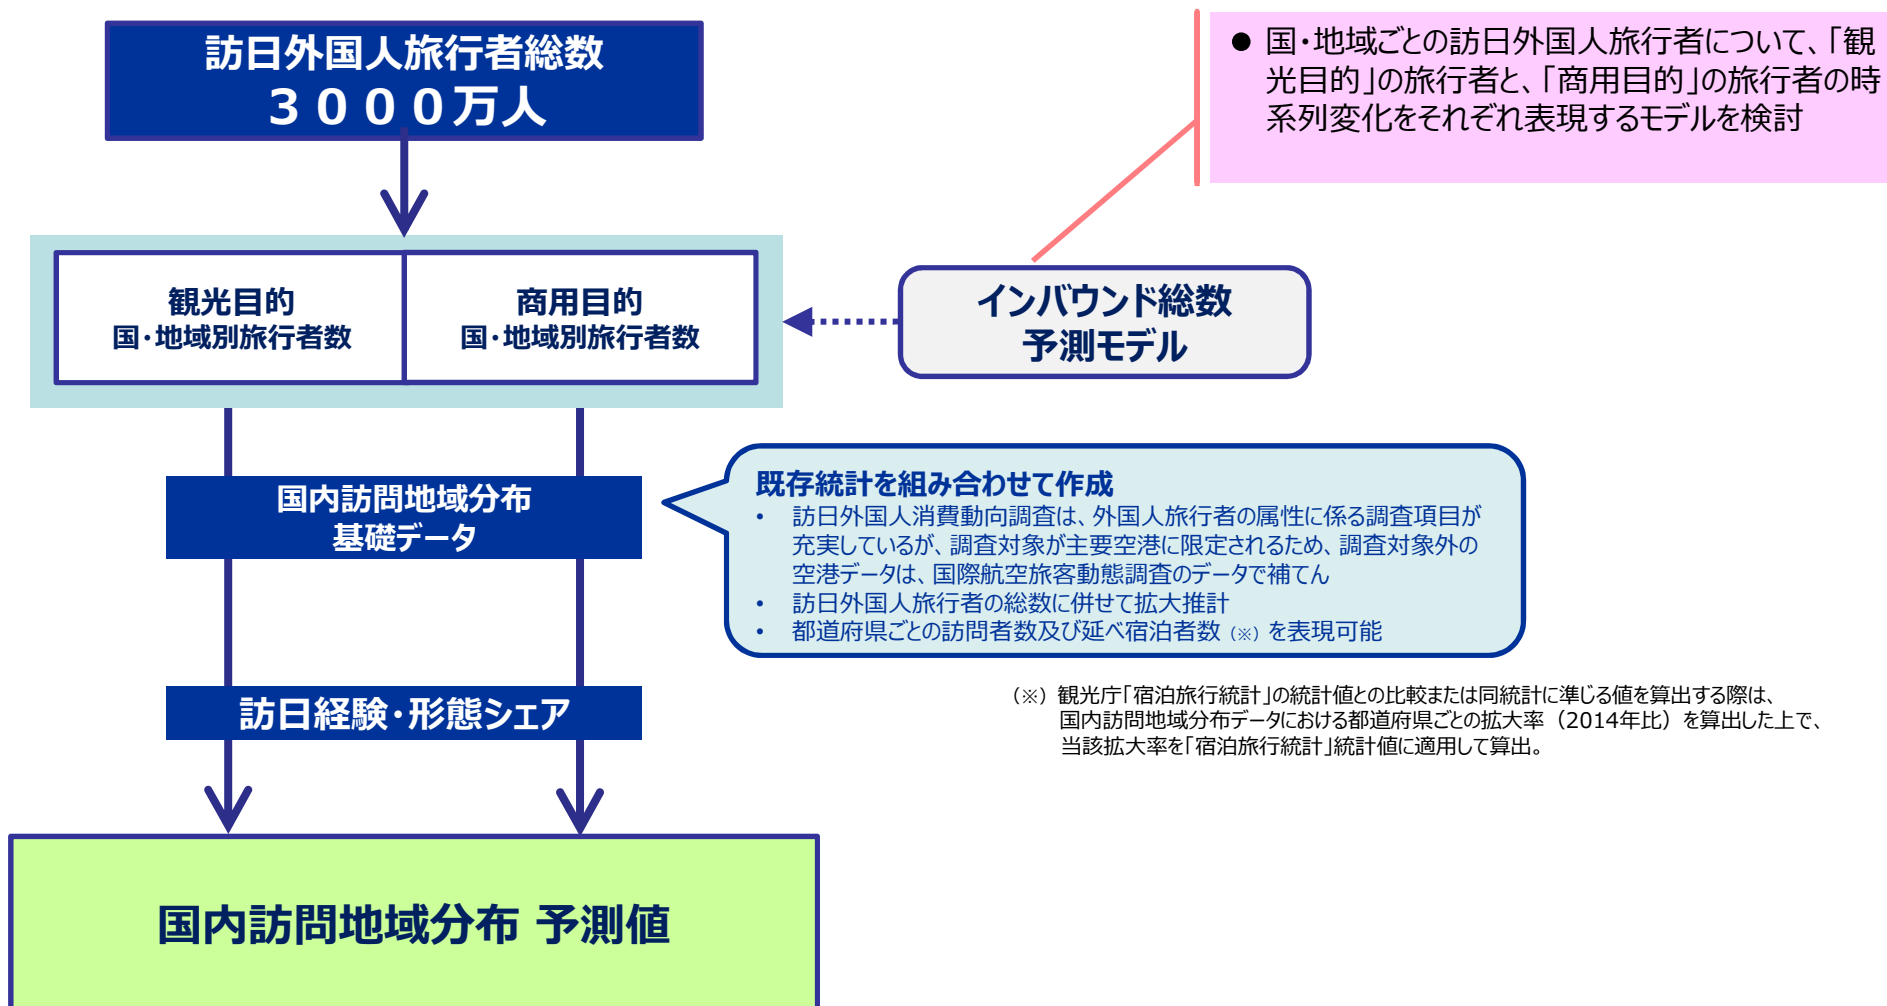 訪日外国人旅行者総数
３０００万人
● 国・地域ごとの訪日外国人旅行者について、「観
光目的」の旅行者と、「商用目的」の旅行者の時
系列変化をそれぞれ表現するモデルを検討
観光目的
国・地域別旅行者数
商用目的
国・地域別旅行者数
インバウンド総数
予測モデル
国内訪問地域分布
基礎データ
既存統計を組み合わせて作成
• 訪日外国人消費動向調査は、外国人旅行者の属性に係る調査項目が
充実しているが、調査対象が主要空港に限定されるため、調査対象外の
空港データは、国際航空旅客動態調査のデータで補てん
• 訪日外国人旅行者の総数に併せて拡大推計
• 都道府県ごとの訪問者数及び延べ宿泊者数（※）を表現可能
（※）観光庁「宿泊旅行統計」の統計値との比較または同統計に準じる値を算出する際は、
国内訪問地域分布データにおける都道府県ごとの拡大率（2014年比）を算出した上で、
当該拡大率を「宿泊旅行統計」統計値に適用して算出。
訪日経験・形態シェア
国内訪問地域分布 予測値